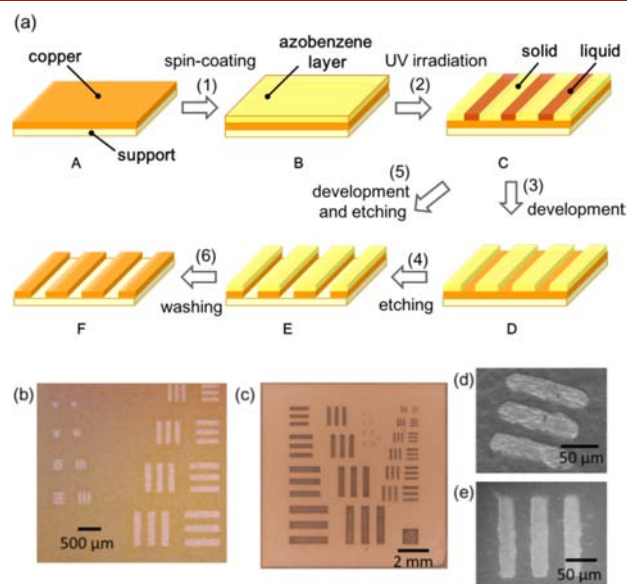 (a)
copper
spin-coating
(1)
azobenzene
layer
UV irradiation
(2)
solid
liquid
support
A
B
C
(5)
development
and etching
(3)
development
(6)
washing
(4)
etching
F
E
D
(b)
500 µm
(c)
2 mm
(d)
50 µm
(e)
50 µm